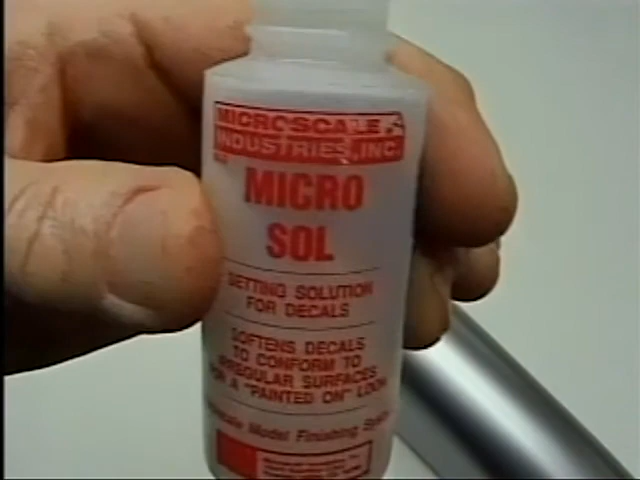 MICROSCALE
INDUSTRIES, INC.
MICRO
SOL
SETTING SOLUTION
FOR DECALS
SOFTENS DECALS
TO CONFORM TO
IRREGULAR SURFACES
FOR A "PAINTED ON" LOOK
Model Finishing